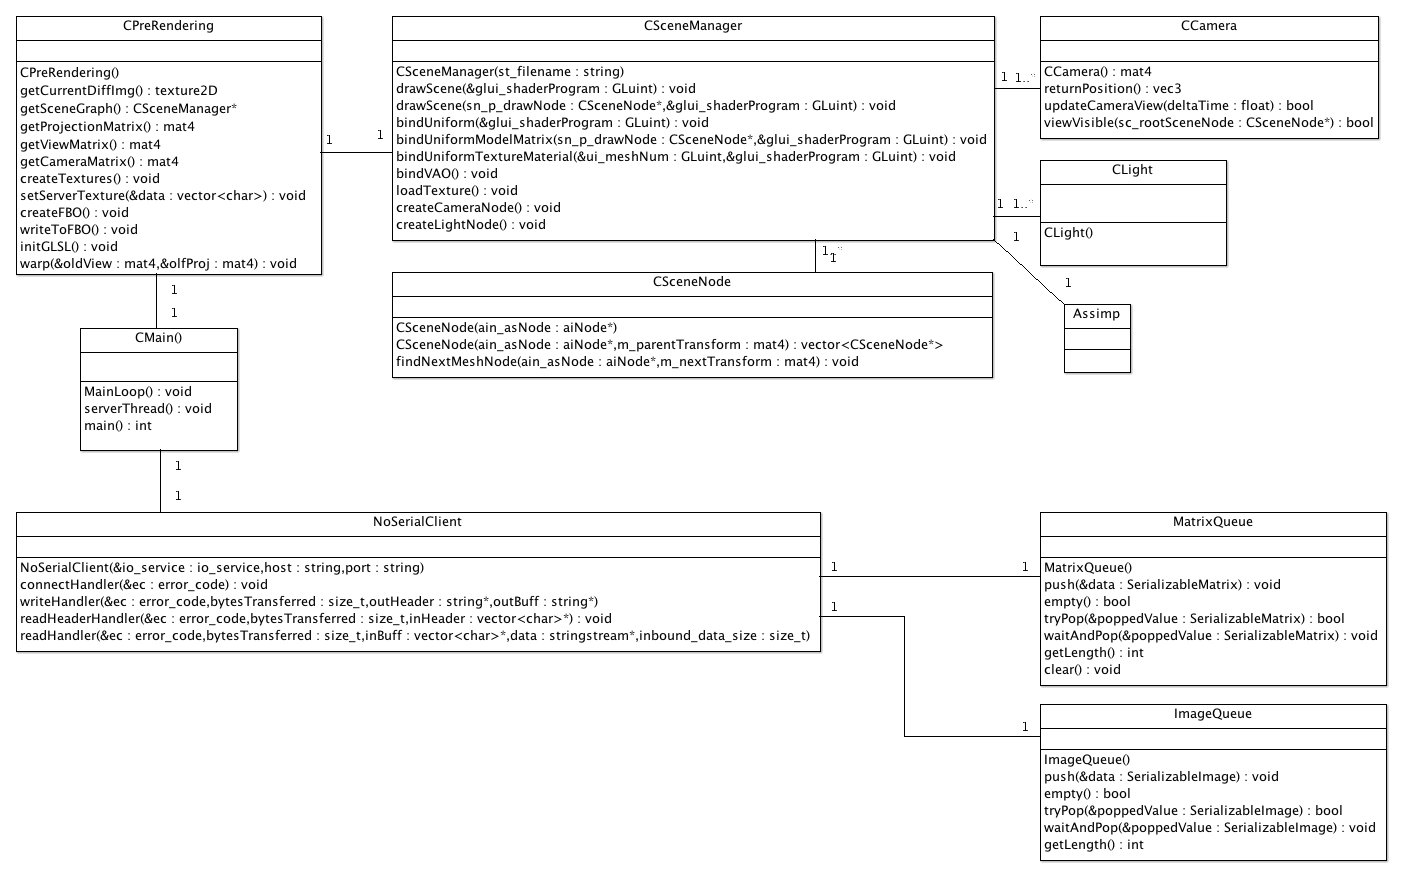 CPreRendering
CPreRendering()
getCurrentDiffImg() : texture2D
getSceneGraph() : CSceneManager*
getProjectionMatrix() : mat4
getViewMatrix() : mat4
getCameraMatrix() : mat4
createTextures() : void
setServerTexture(&data : vector<char>) : void
createFBO() : void
writeToFBO() : void
initGLSL() : void
warp(&oldView : mat4,&olfProj : mat4) : void
1
1
CSceneManager
CSceneManager(st_filename : string)
drawScene(&glui_shaderProgram : GLuint) : void
drawScene(sn_p_drawNode : CSceneNode*,&glui_shaderProgram : GLuint) : void
bindUniform(&glui_shaderProgram : GLuint) : void
bindUniformModelMatrix(sn_p_drawNode : CSceneNode*,&glui_shaderProgram : GLuint) : void
bindUniformTextureMaterial(&ui_meshNum : GLuint,&glui_shaderProgram : GLuint) : void
bindVAO() : void
loadTexture() : void
createCameraNode() : void
createLightNode() : void
1 1..*
CCamera
CCamera() : mat4
returnPosition() : vec3
updateCameraView(deltaTime : float) : bool
viewVisible(sc_rootSceneNode : CSceneNode*) : bool
1 1..*
CLight
CLight()
1
1
Assimp
1..*
1
CSceneNode
CSceneNode(ain_asNode : aiNode*)
CSceneNode(ain_asNode : aiNode*,m_parentTransform : mat4) : vector<CSceneNode*>
findNextMeshNode(ain_asNode : aiNode*,m_nextTransform : mat4) : void
1
1
CMain()
MainLoop() : void
serverThread() : void
main() : int
1
1
NoSerialClient
NoSerialClient(&io_service : io_service,host : string,port : string)
connectHandler(&ec : error_code) : void
writeHandler(&ec : error_code,bytesTransferred : size_t,outHeader : string*,outBuff : string*)
readHeaderHandler(&ec : error_code,bytesTransferred : size_t,inHeader : vector<char>*) : void
readHandler(&ec : error_code,bytesTransferred : size_t,inBuff : vector<char>*,data : stringstream*,inbound_data_size : size_t)
1
1
MatrixQueue
MatrixQueue()
push(&data : SerializableMatrix) : void
empty() : bool
tryPop(&poppedValue : SerializableMatrix) : bool
waitAndPop(&poppedValue : SerializableMatrix) : void
getLength() : int
clear() : void
1
1
ImageQueue
ImageQueue()
push(&data : SerializableImage) : void
empty() : bool
tryPop(&poppedValue : SerializableImage) : bool
waitAndPop(&poppedValue : SerializableImage) : void
getLength() : int